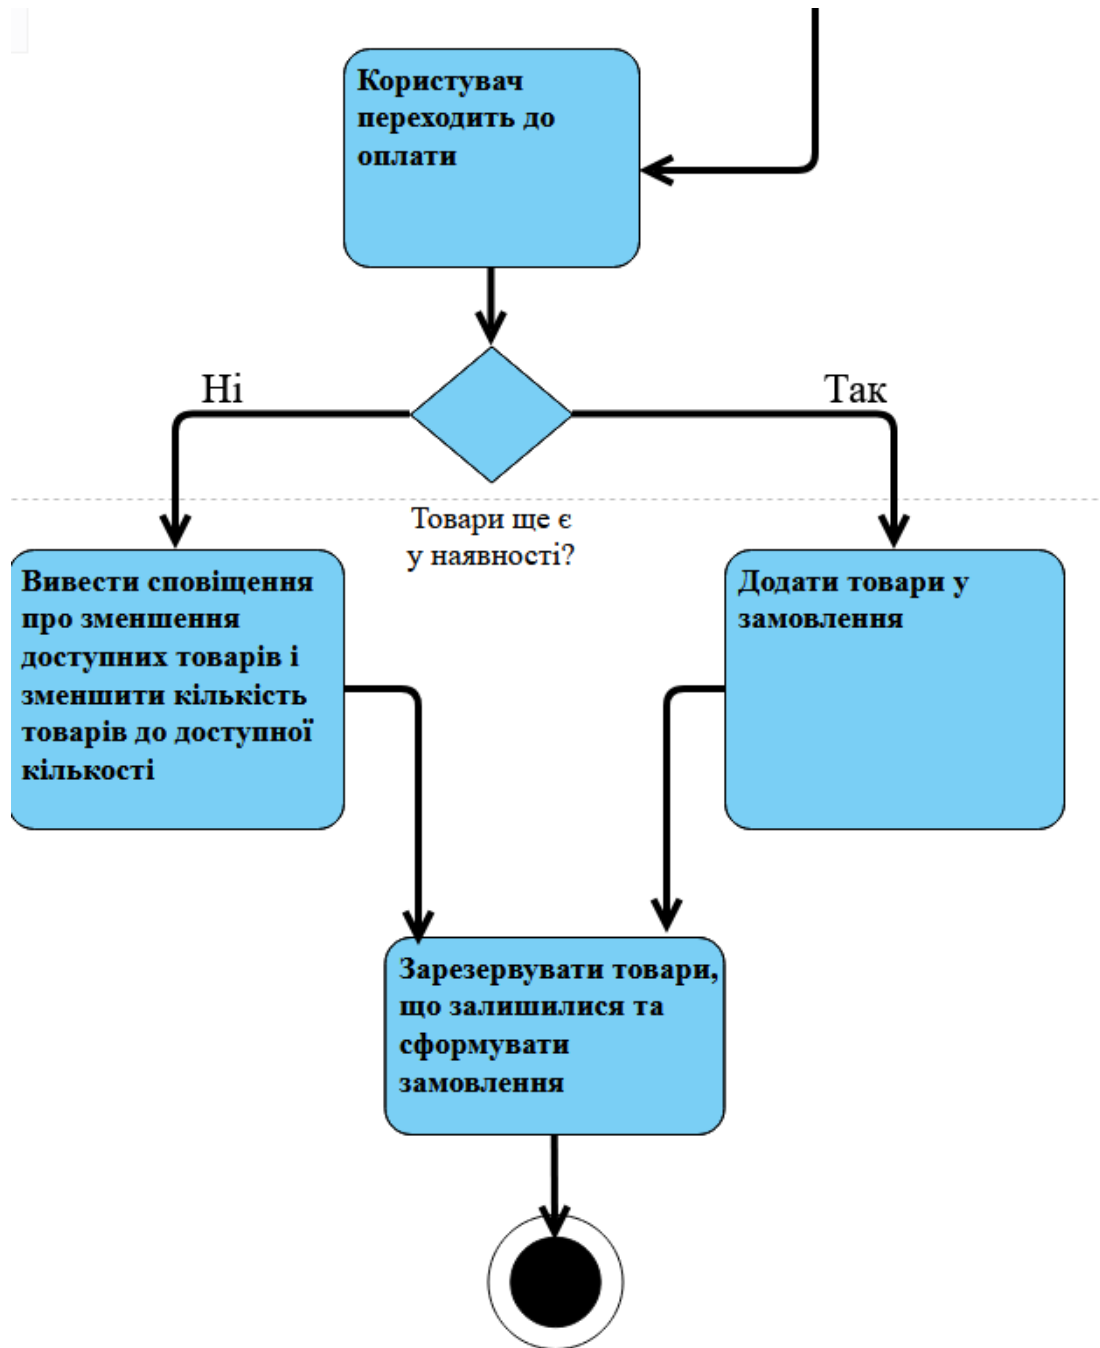 Користувач
переходить до
оплати
Ні
Так
Товари ще є
у наявності?
Вивести сповіщення
про зменшення
доступних товарів і
зменшити кількість
товарів до доступної
кількості
Додати товари у
замовлення
Зарезервувати товари,
що залишилися та
сформувати
замовлення